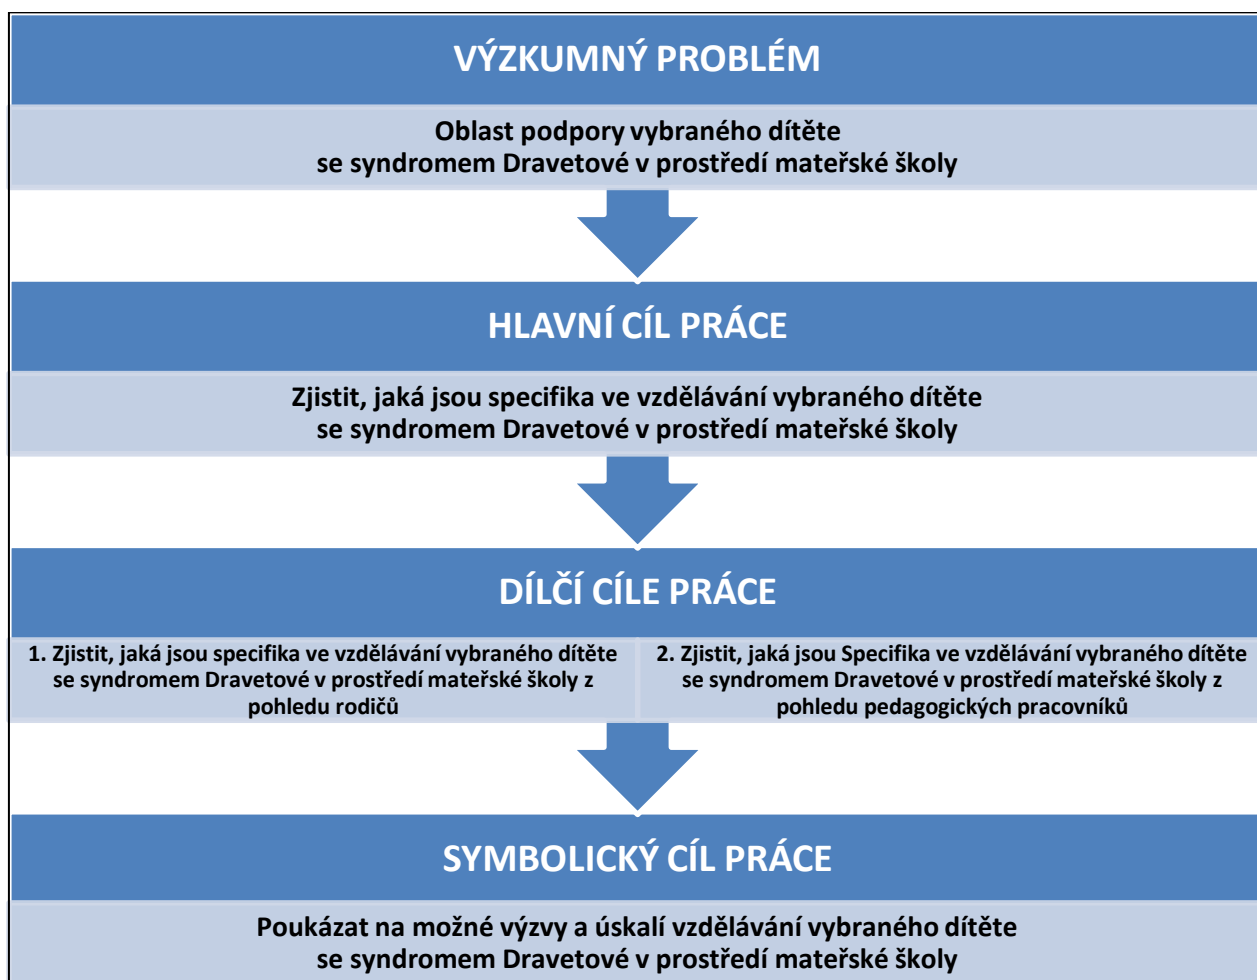 VÝZKUMNÝ PROBLÉM
Oblast podpory vybraného dítěte
se syndromem Dravetové v prostředí mateřské školy
HLAVNÍ CÍL PRÁCE
Zjistit, jaká jsou specifika ve vzdělávání vybraného dítěte
se syndromem Dravetové v prostředí mateřské školy
DÍLČÍ CÍLE PRÁCE
1. Zjistit, jaká jsou specifika ve vzdělávání vybraného dítěte
se syndromem Dravetové v prostředí mateřské školy z
pohledu rodičů
2. Zjistit, jaká jsou Specifika ve vzdělávání vybraného dítěte
se syndromem Dravetové v prostředí mateřské školy z
pohledu pedagogických pracovníků
SYMBOLICKÝ CÍL PRÁCE
Poukázat na možné výzvy a úskalí vzdělávání vybraného dítěte
se syndromem Dravetové v prostředí mateřské školy